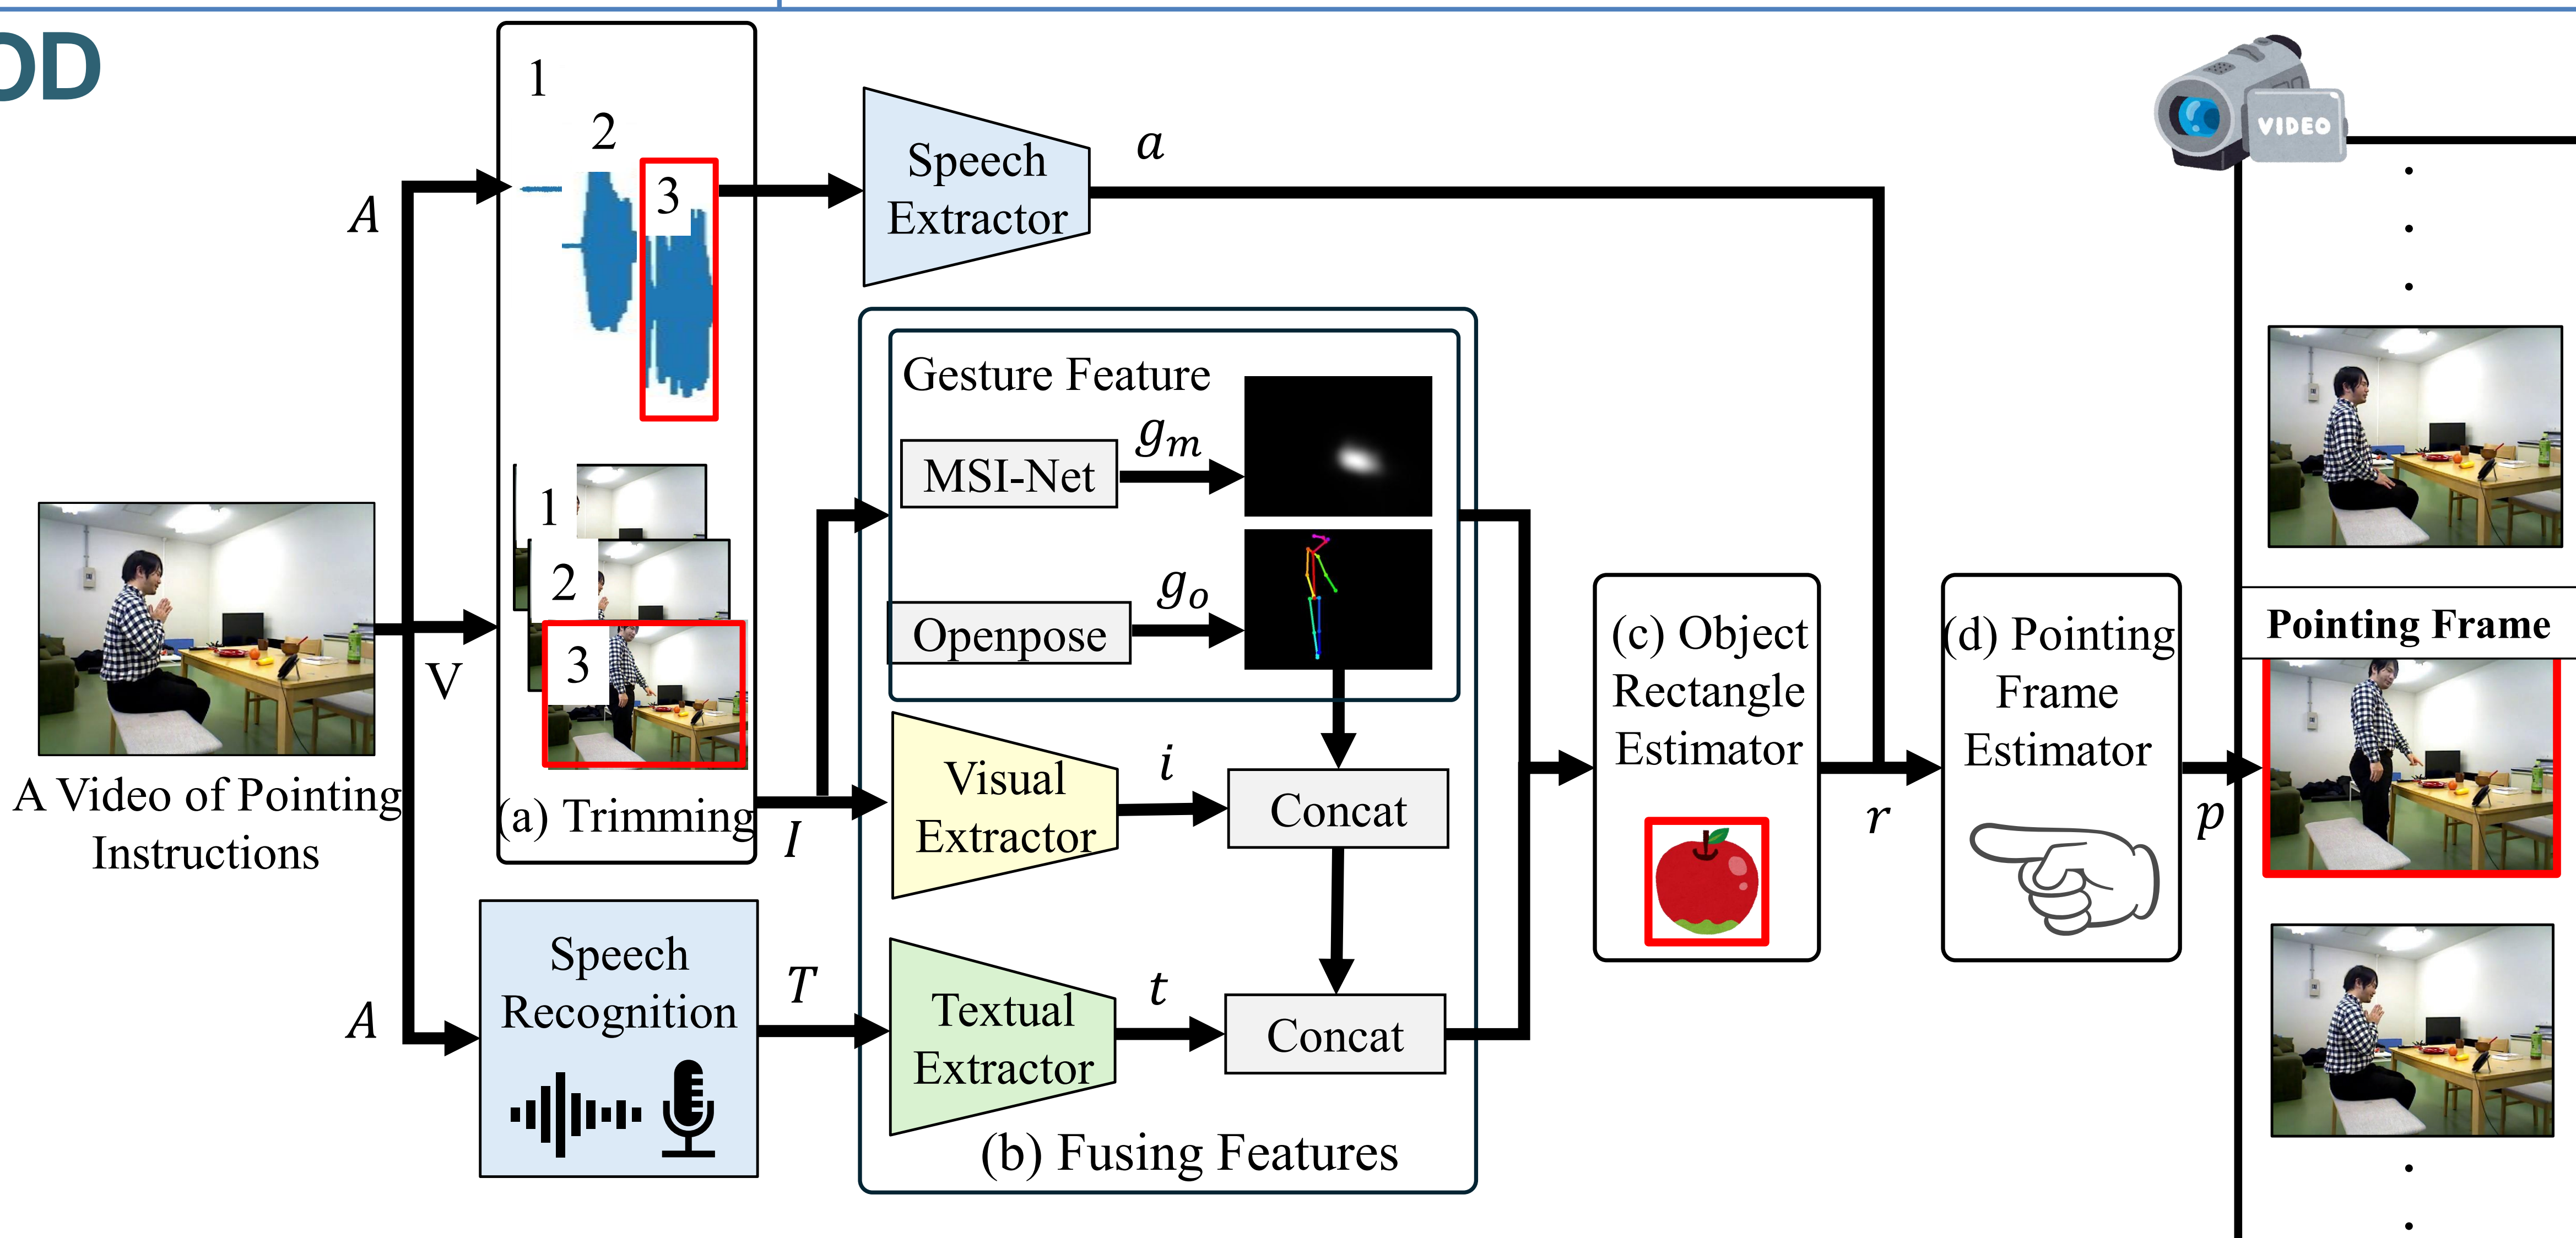 OD
1
2
3
A
Speech
Extractor
a
VIDEO
Gesture Feature
MSI-Net
g_m
Openpose
g_o
1
2
3
V
A Video of Pointing
Instructions
(a) Trimming
I
Visual
Extractor
i
Concat
A
Speech
Recognition
T
Textual
Extractor
t
Concat
(b) Fusing Features
(c) Object
Rectangle
Estimator
r
(d) Pointing
Frame
Estimator
p
Pointing Frame